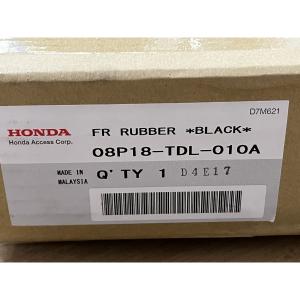 D7M621
HONDA
Honda Access Corp.
FR RUBBER *BLACK*
08P18-TDL-010A
MADE IN
MALAYSIA
Q'TY 1 D4E17